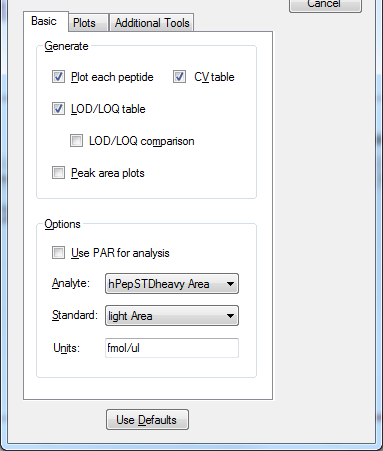 Cancel
Basic Plots Additional Tools
Generate
Plot each peptide CV table
LOD/LOQ table
LOD/LOQ comparison
Peak area plots
Options
Use PAR for analysis
Analyte: hPepSTDheavy Area
Standard: light Area
Units: fmol/ul
Use Defaults